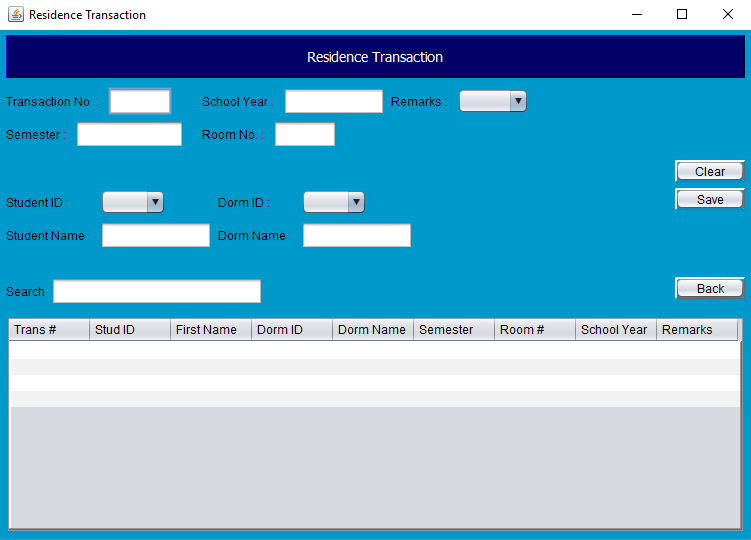 Residence Transaction
Residence Transaction
Transaction No. : School Year : Remarks :
Semester : Room No. :
Clear
Student ID : Dorm ID : Save
Student Name : Dorm Name :
Search Back
Trans # Stud ID First Name Dorm ID Dorm Name Semester Room # School Year Remarks